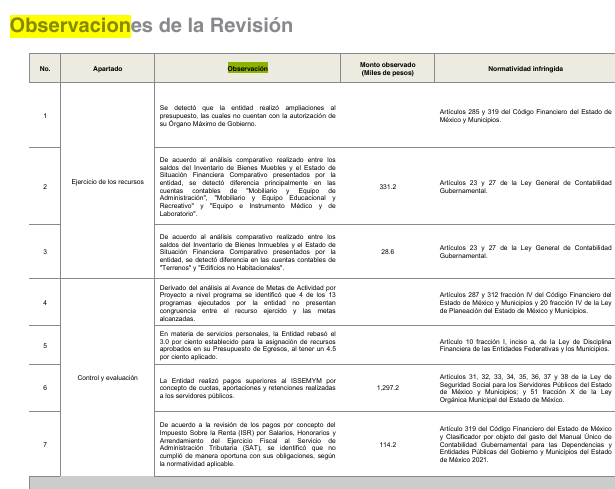 Observaciones de la Revisión
No.
Apartado
Observación
Monto observado
(Miles de pesos)
Normatividad infringida
1
Ejercicio de los recursos
Se detectó que la entidad realizó ampliaciones al
presupuesto, las cuales no cuentan con la autorización de
su Órgano Máximo de Gobierno.
Artículos 285 y 319 del Código Financiero del Estado de
México y Municipios.
2
De acuerdo al análisis comparativo realizado entre los
saldos del Inventario de Bienes Muebles y el Estado de
Situación Financiera Comparativo presentados por la
entidad, se detectó diferencia principalmente en las
cuentas contables de "Mobiliario y Equipo de
Administración", "Mobiliario y Equipo Educacional y
Recreativo" y "Equipo e Instrumento Médico y de
Laboratorio".
331.2
Artículos 23 y 27 de la Ley General de Contabilidad
Gubernamental.
3
De acuerdo al análisis comparativo realizado entre los
saldos del Inventario de Bienes Inmuebles y el Estado de
Situación Financiera Comparativo presentados por la
entidad, se detectó diferencia en las cuentas contables de
"Terrenos" y "Edificios no Habitacionales".
28.6
Artículos 23 y 27 de la Ley General de Contabilidad
Gubernamental.
4
Control y evaluación
Derivado del análisis al Avance de Metas de Actividad por
Proyecto a nivel programa se identificó que 4 de los 13
programas ejecutados por la entidad no presentan
congruencia entre el recurso ejercido y las metas
alcanzadas.
Artículos 287 y 312 fracción IV del Código Financiero del
Estado de México y Municipios y 20 fracción IV de la Ley
de Planeación del Estado de México y Municipios.
5
En materia de servicios personales, la Entidad rebasó el
3.0 por ciento establecido para la asignación de recursos
aprobados en su Presupuesto de Egresos, al tener un 4.5
por ciento aplicado.
Artículo 10 fracción I, inciso a, de la Ley de Disciplina
Financiera de las Entidades Federativas y los Municipios.
6
La Entidad realizó pagos superiores al ISSEMYM por
concepto de cuotas, aportaciones y retenciones realizadas
a los servidores públicos.
1,297.2
Artículos 31, 32, 33, 34, 35, 36, 37 y 38 de la Ley de
Seguridad Social para los Servidores Públicos del Estado
de México y Municipios; y 51 fracción X de la Ley
Orgánica Municipal del Estado de México.
7
De acuerdo a la revisión de los pagos por concepto del
Impuesto Sobre la Renta (ISR) por Salarios, Honorarios y
Arrendamiento del Ejercicio Fiscal al Servicio de
Administración Tributaria (SAT), se identificó que no
cumplió de manera oportuna con sus obligaciones, según
la normatividad aplicable.
114.2
Artículo 319 del Código Financiero del Estado de México
y Clasificador por objeto del gasto del Manual Único de
Contabilidad Gubernamental para las Dependencias y
Entidades Públicas del Gobierno y Municipios del Estado
de México 2021.